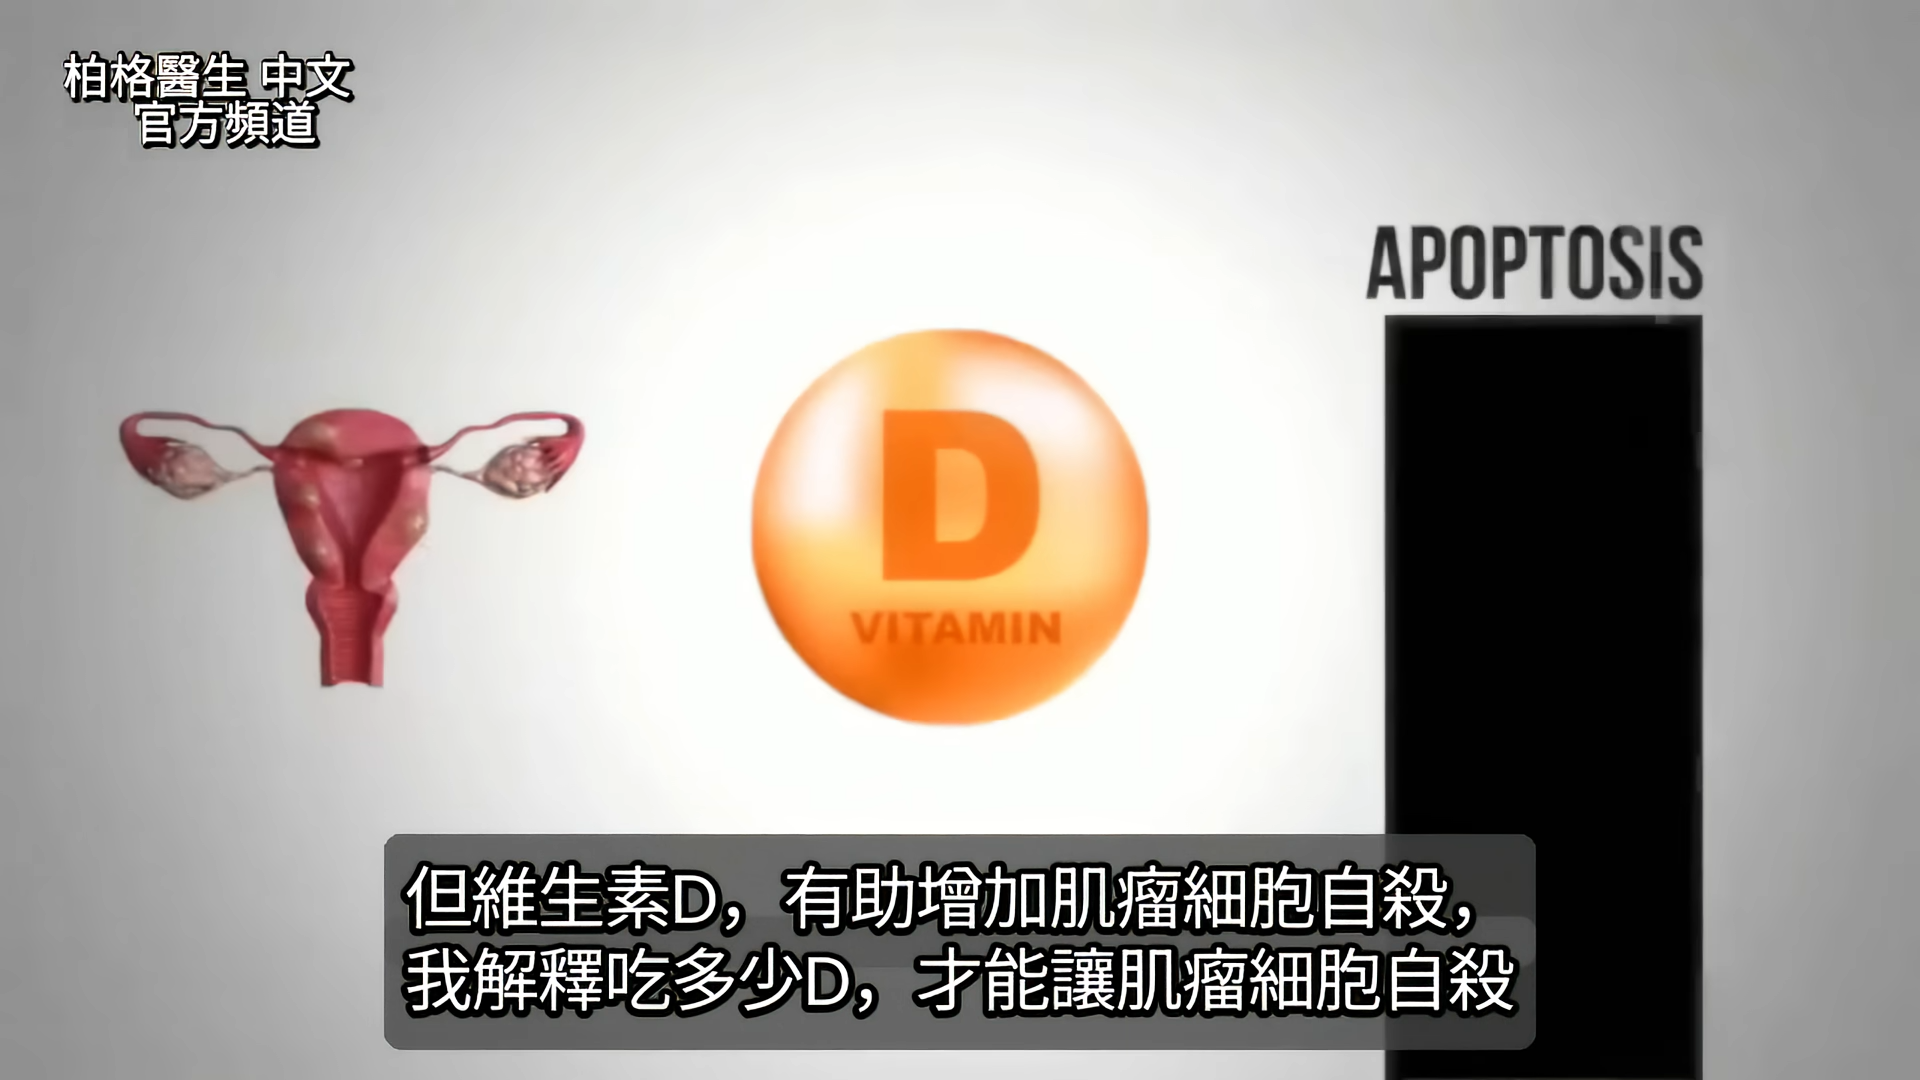 柏格醫生 中文
官方頻道
APOPTOSIS
D
VITAMIN
但維生素D，有助增加肌瘤細胞自殺，
我解釋吃多少D，才能讓肌瘤細胞自殺